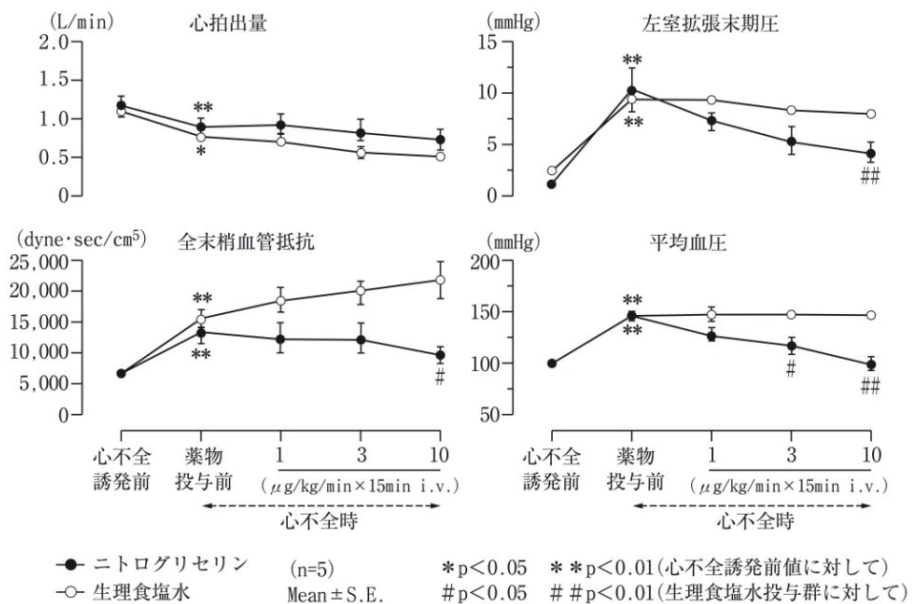 (L/min) 心拍出量
2.0
1.5
1.0
0.5
0
**
*
(mmHg) 左室拡張末期圧
15
10
5
0
**
**
##
(dyne·sec/cm⁵) 全末梢血管抵抗
25,000
20,000
15,000
10,000
5,000
0
**
**
#
(mmHg) 平均血圧
200
150
100
50
**
**
#
##
心不全 薬物 1 3 10
誘発前 投与前 (μg/kg/min×15min i.v.)
心不全時
心不全 薬物 1 3 10
誘発前 投与前 (μg/kg/min×15min i.v.)
心不全時
ニトログリセリン (n=5) *p<0.05 **p<0.01(心不全誘発前値に対して)
生理食塩水 Mean±S.E. #p<0.05 ##p<0.01(生理食塩水投与群に対して)